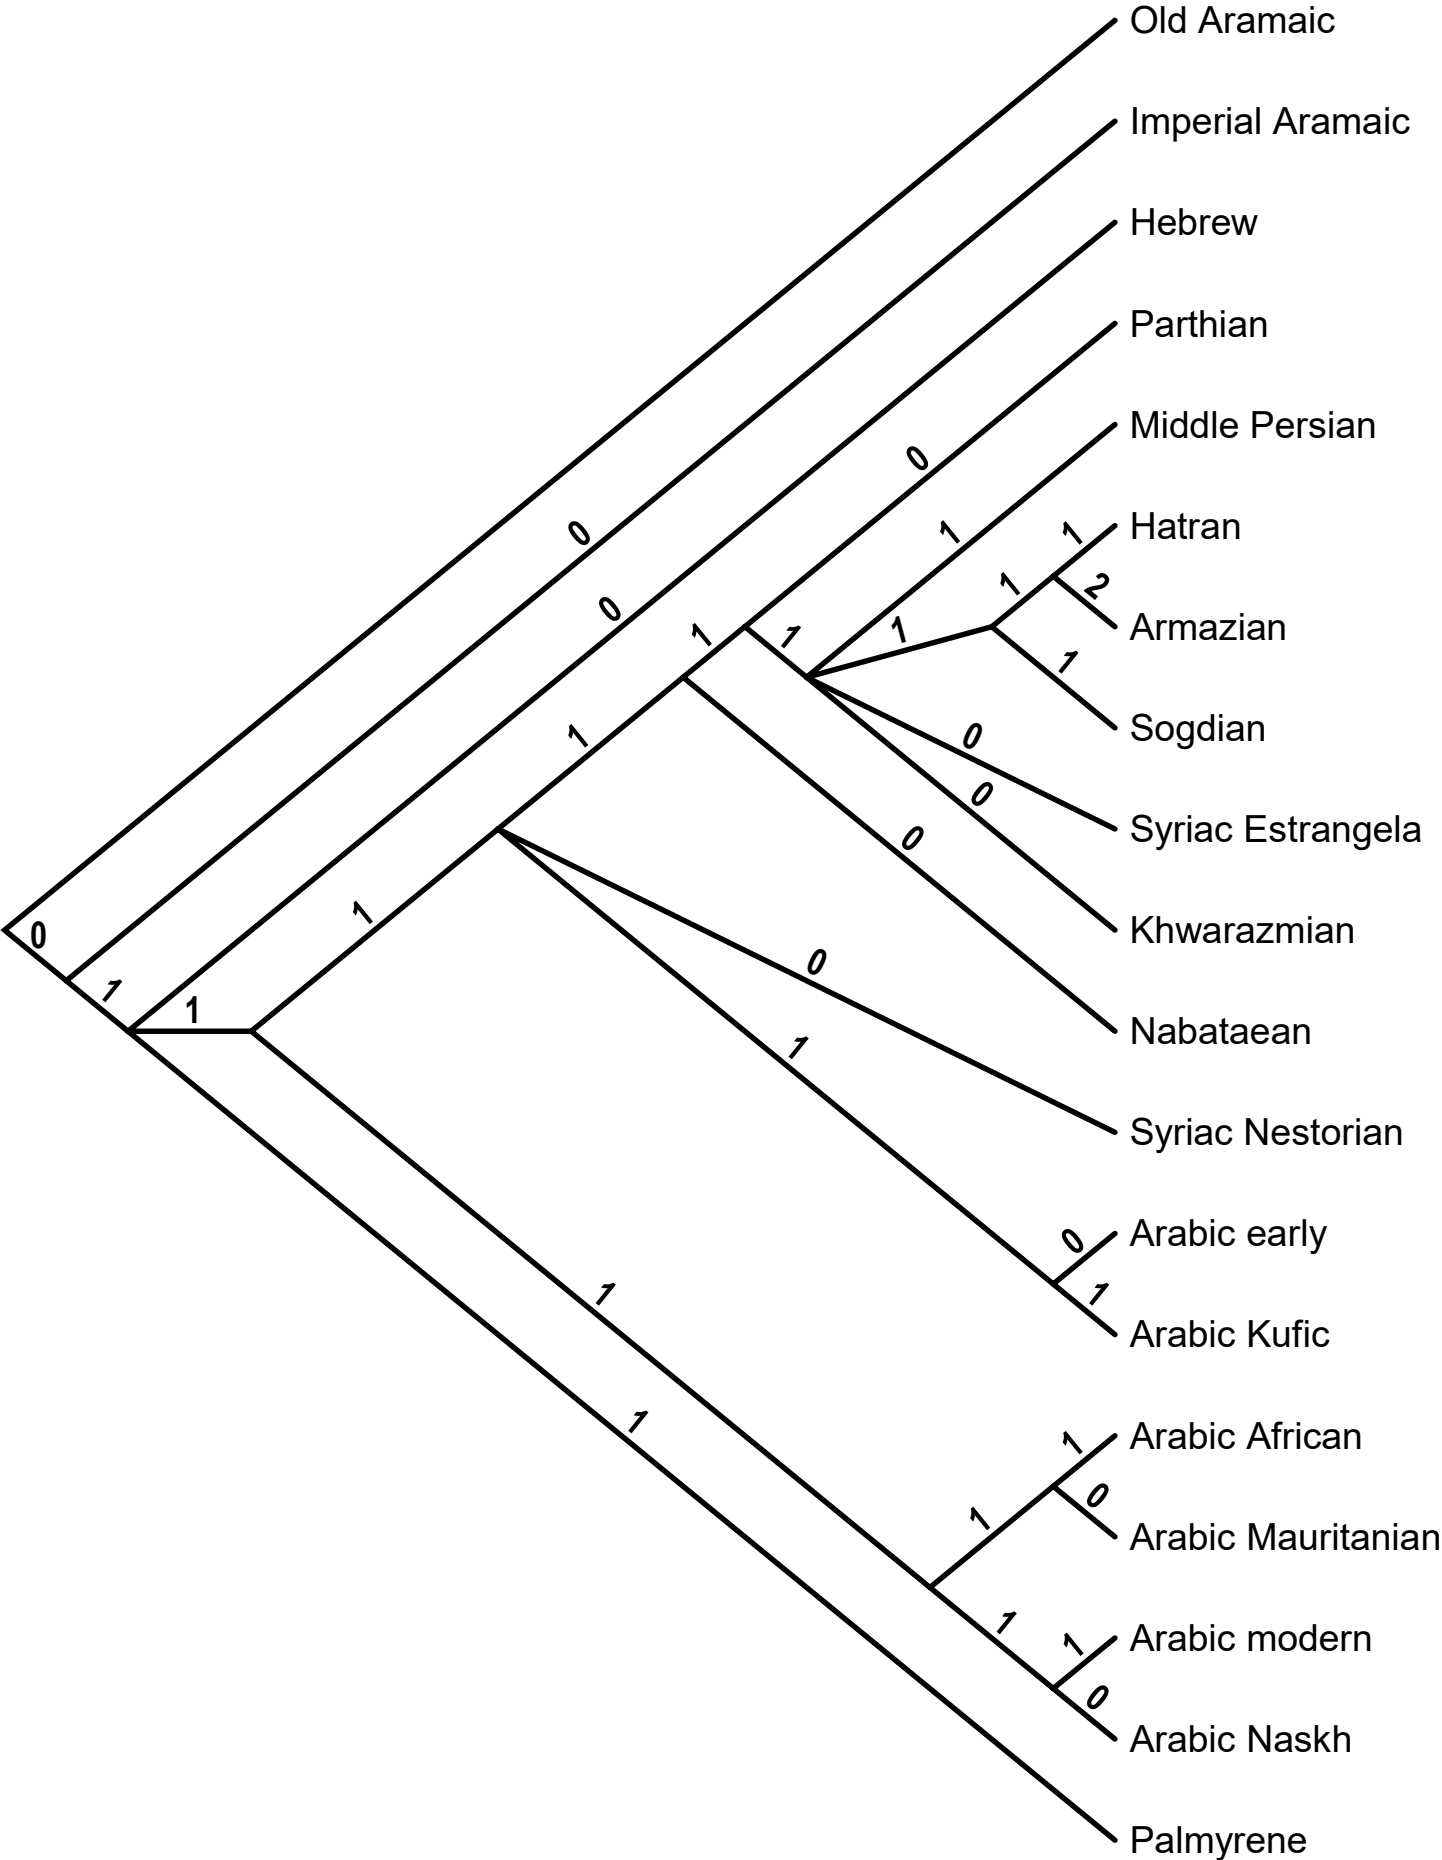 Old Aramaic
Imperial Aramaic
Hebrew
Parthian
Middle Persian
0
Hatran
1
1
0
2
1
0
Armazian
1
1
1
1
Sogdian
1
0
0
Syriac Estrangela
0
1
Khwarazmian
0
0
1
1
Nabataean
1
Syriac Nestorian
Arabic early
0
1
1
Arabic Kufic
1
Arabic African
1
0
1
Arabic Mauritanian
1
1
Arabic modern
0
Arabic Naskh
Palmyrene